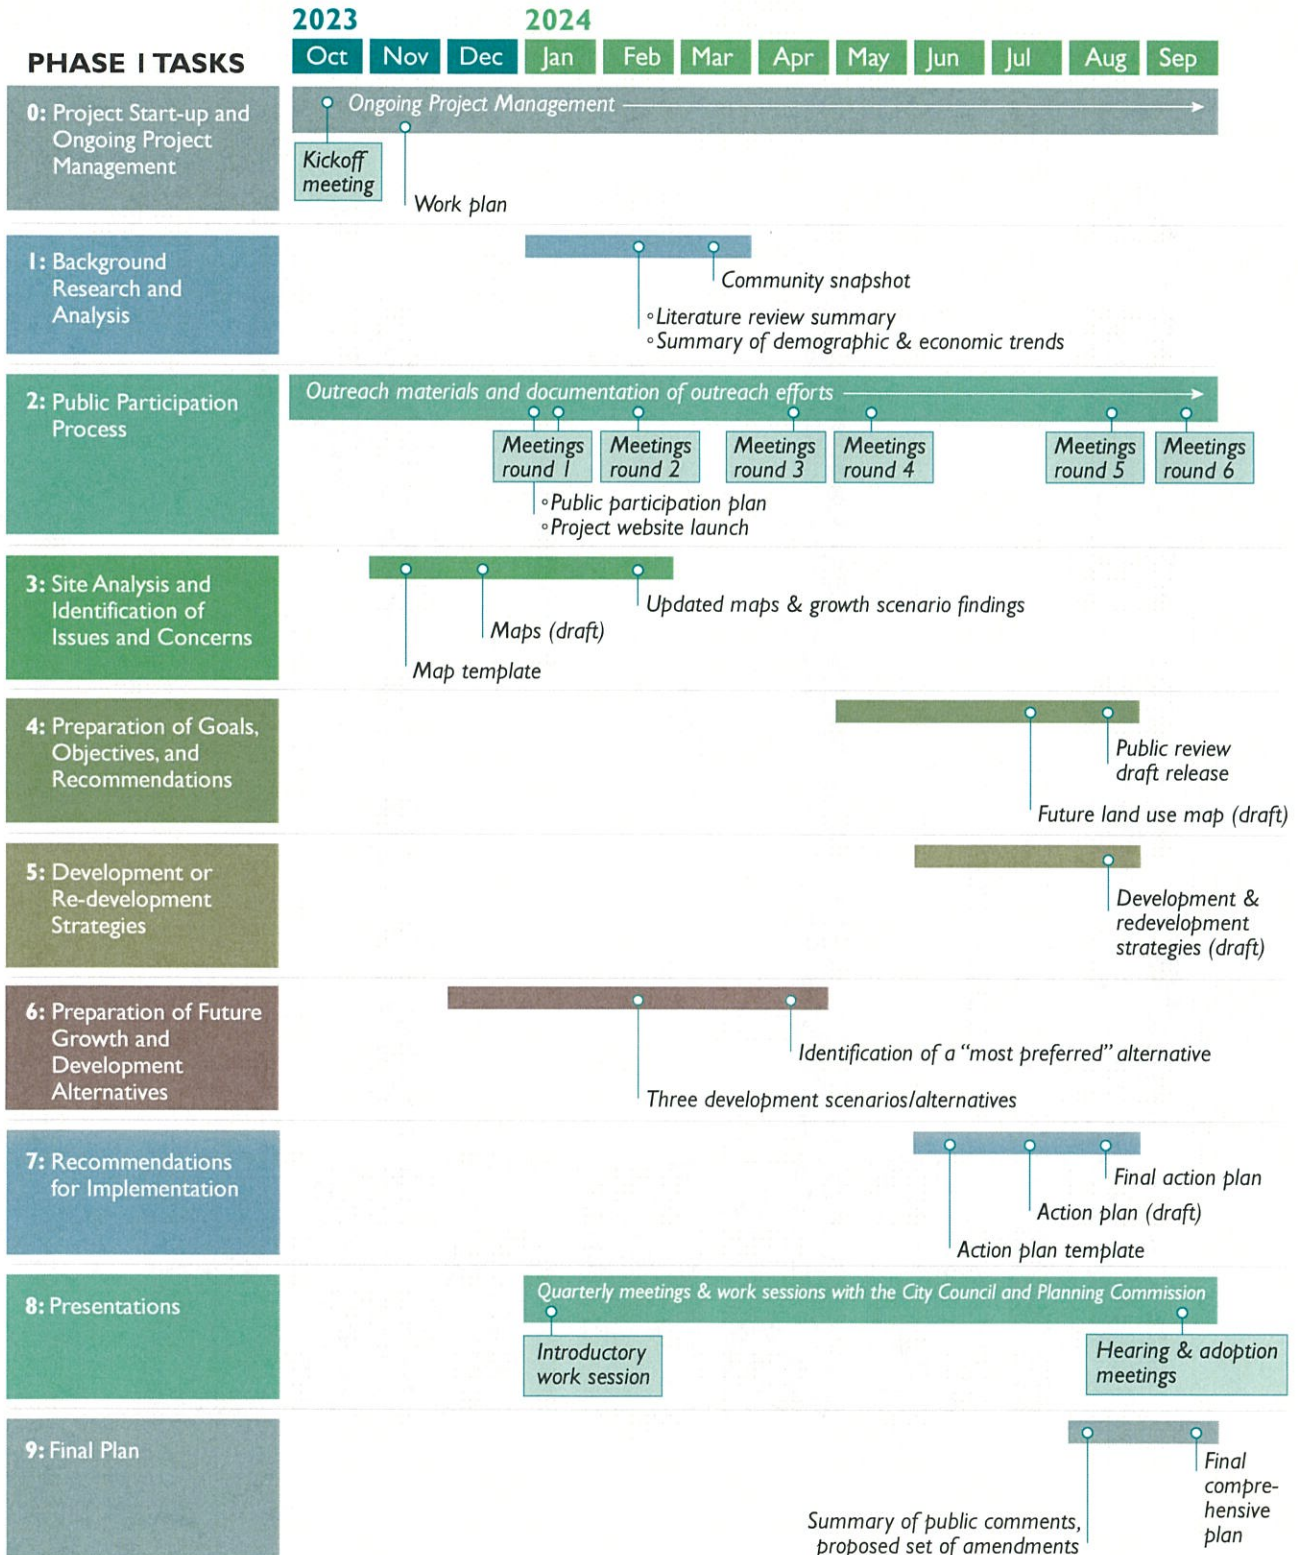 2023 2024
PHASE I TASKS Oct Nov Dec Jan Feb Mar Apr May Jun Jul Aug Sep
0: Project Start-up and
Ongoing Project
Management
Ongoing Project Management
Kickoff
meeting
Work plan
1: Background
Research and
Analysis
Community snapshot
◦Literature review summary
◦Summary of demographic & economic trends
2: Public Participation
Process
Outreach materials and documentation of outreach efforts
Meetings
round 1
Meetings
round 2
Meetings
round 3
Meetings
round 4
Meetings
round 5
Meetings
round 6
◦Public participation plan
◦Project website launch
3: Site Analysis and
Identification of
Issues and Concerns
Updated maps & growth scenario findings
Maps (draft)
Map template
4: Preparation of Goals,
Objectives, and
Recommendations
Public review
draft release
Future land use map (draft)
5: Development or
Re-development
Strategies
Development &
redevelopment
strategies (draft)
6: Preparation of Future
Growth and
Development
Alternatives
Identification of a “most preferred” alternative
Three development scenarios/alternatives
7: Recommendations
for Implementation
Final action plan
Action plan (draft)
Action plan template
8: Presentations
Quarterly meetings & work sessions with the City Council and Planning Commission
Introductory
work session
Hearing & adoption
meetings
9: Final Plan
Final
compre-
hensive
plan
Summary of public comments,
proposed set of amendments